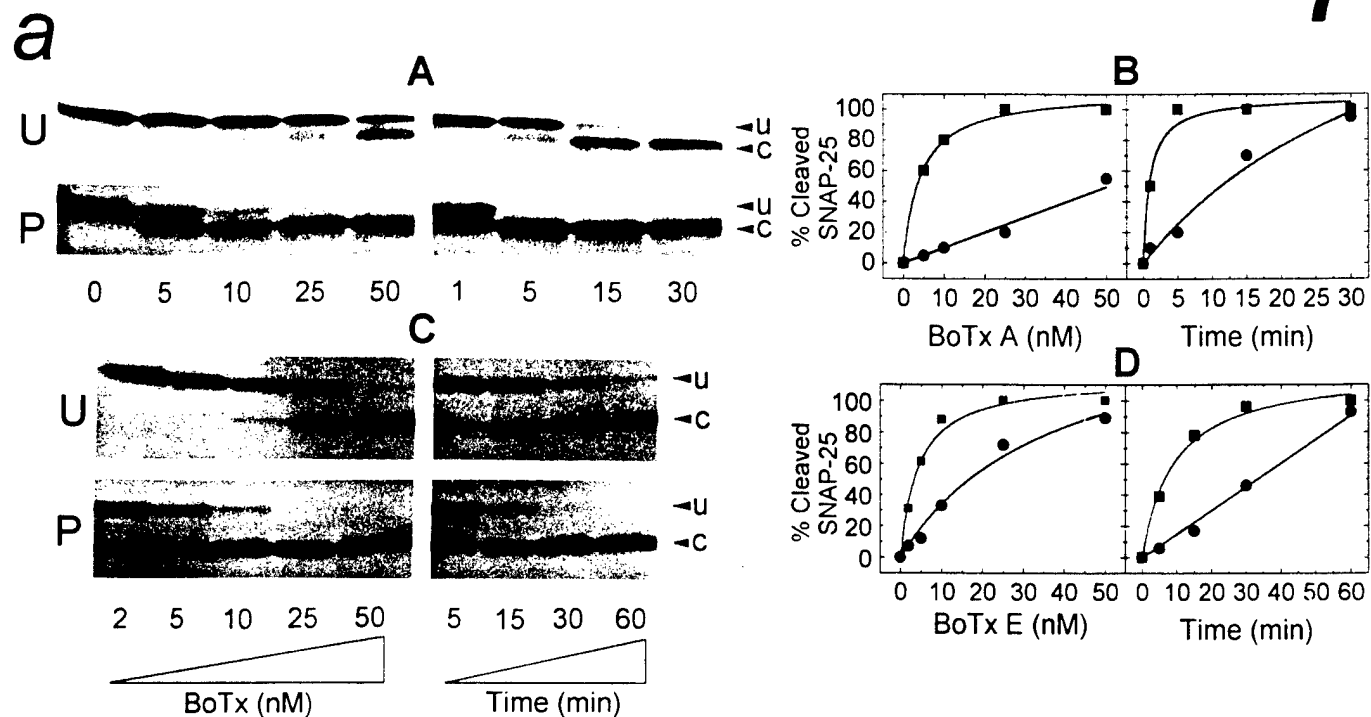 a
A
U
u
c
P
u
c
0 5 10 25 50 1 5 15 30
C
U
u
c
P
u
c
2 5 10 25 50 5 15 30 60
BoTx (nM) Time (min)
B
% Cleaved
SNAP-25
100
80
60
40
20
0
0 10 20 30 40 50 0 5 10 15 20 25 30
BoTx A (nM) Time (min)
D
% Cleaved
SNAP-25
100
80
60
40
20
0
0 10 20 30 40 50 0 10 20 30 40 50 60
BoTx E (nM) Time (min)